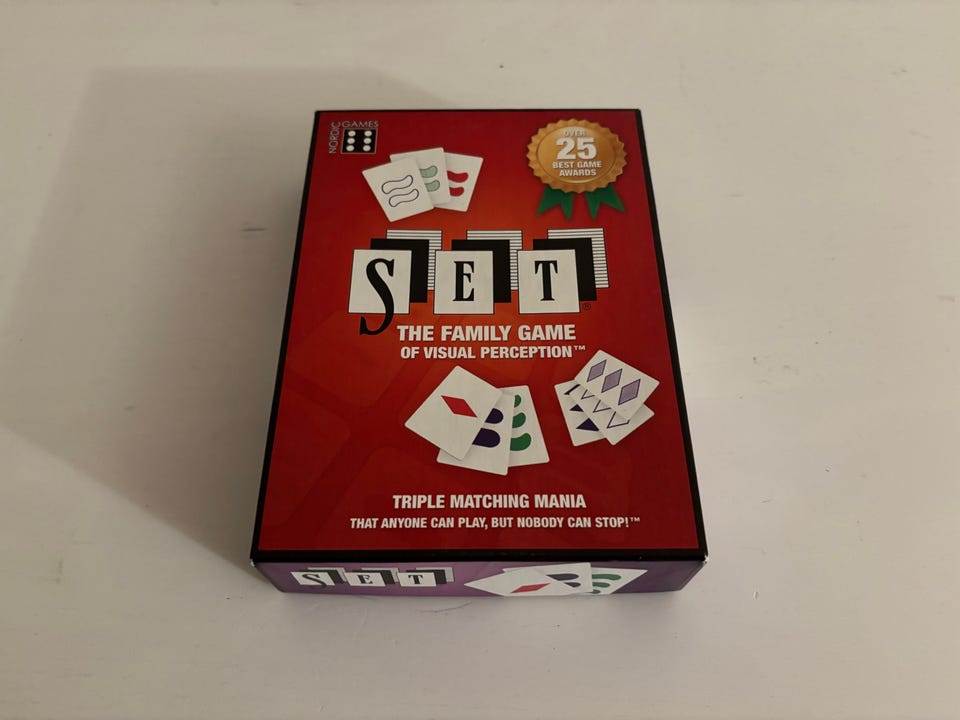 NORDIC GAMES
OVER
25
BEST GAME
AWARDS
SET®
THE FAMILY GAME
OF VISUAL PERCEPTION™
TRIPLE MATCHING MANIA
THAT ANYONE CAN PLAY, BUT NOBODY CAN STOP!™
SET